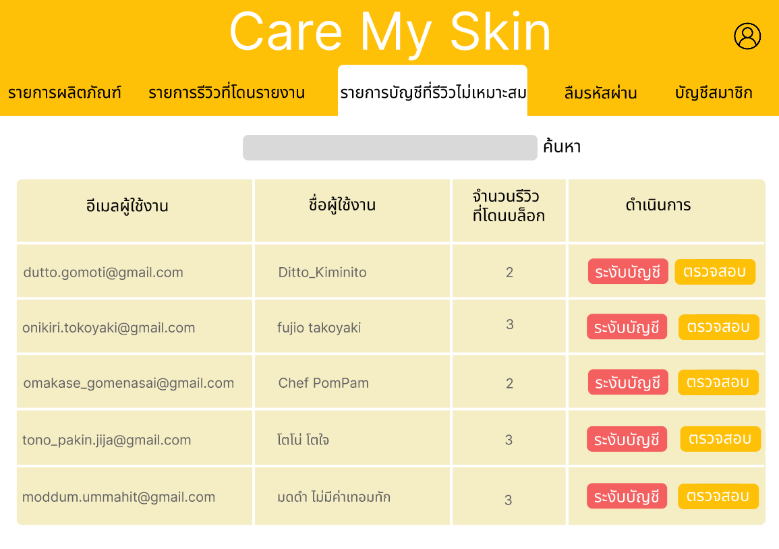 Care My Skin
รายการผลิตภัณฑ์ รายการรีวิวที่โดนรายงาน รายการบัญชีที่รีวิวไม่เหมาะสม ลืมรหัสผ่าน บัญชีสมาชิก
ค้นหา
อีเมลผู้ใช้งาน ชื่อผู้ใช้งาน จำนวนรีวิว ดำเนินการ
ที่โดนบล็อก
dutto.gomoti@gmail.com Ditto_Kiminito 2 ระงับบัญชี ตรวจสอบ
onikiri.tokoyaki@gmail.com fujio takoyaki 3 ระงับบัญชี ตรวจสอบ
omakase_gomenasai@gmail.com Chef PomPam 2 ระงับบัญชี ตรวจสอบ
tono_pakin.jija@gmail.com โตโน่ โตใจ 3 ระงับบัญชี ตรวจสอบ
moddum.ummahit@gmail.com มดดำ ไม่มีค่าเทอมทัก 3 ระงับบัญชี ตรวจสอบ